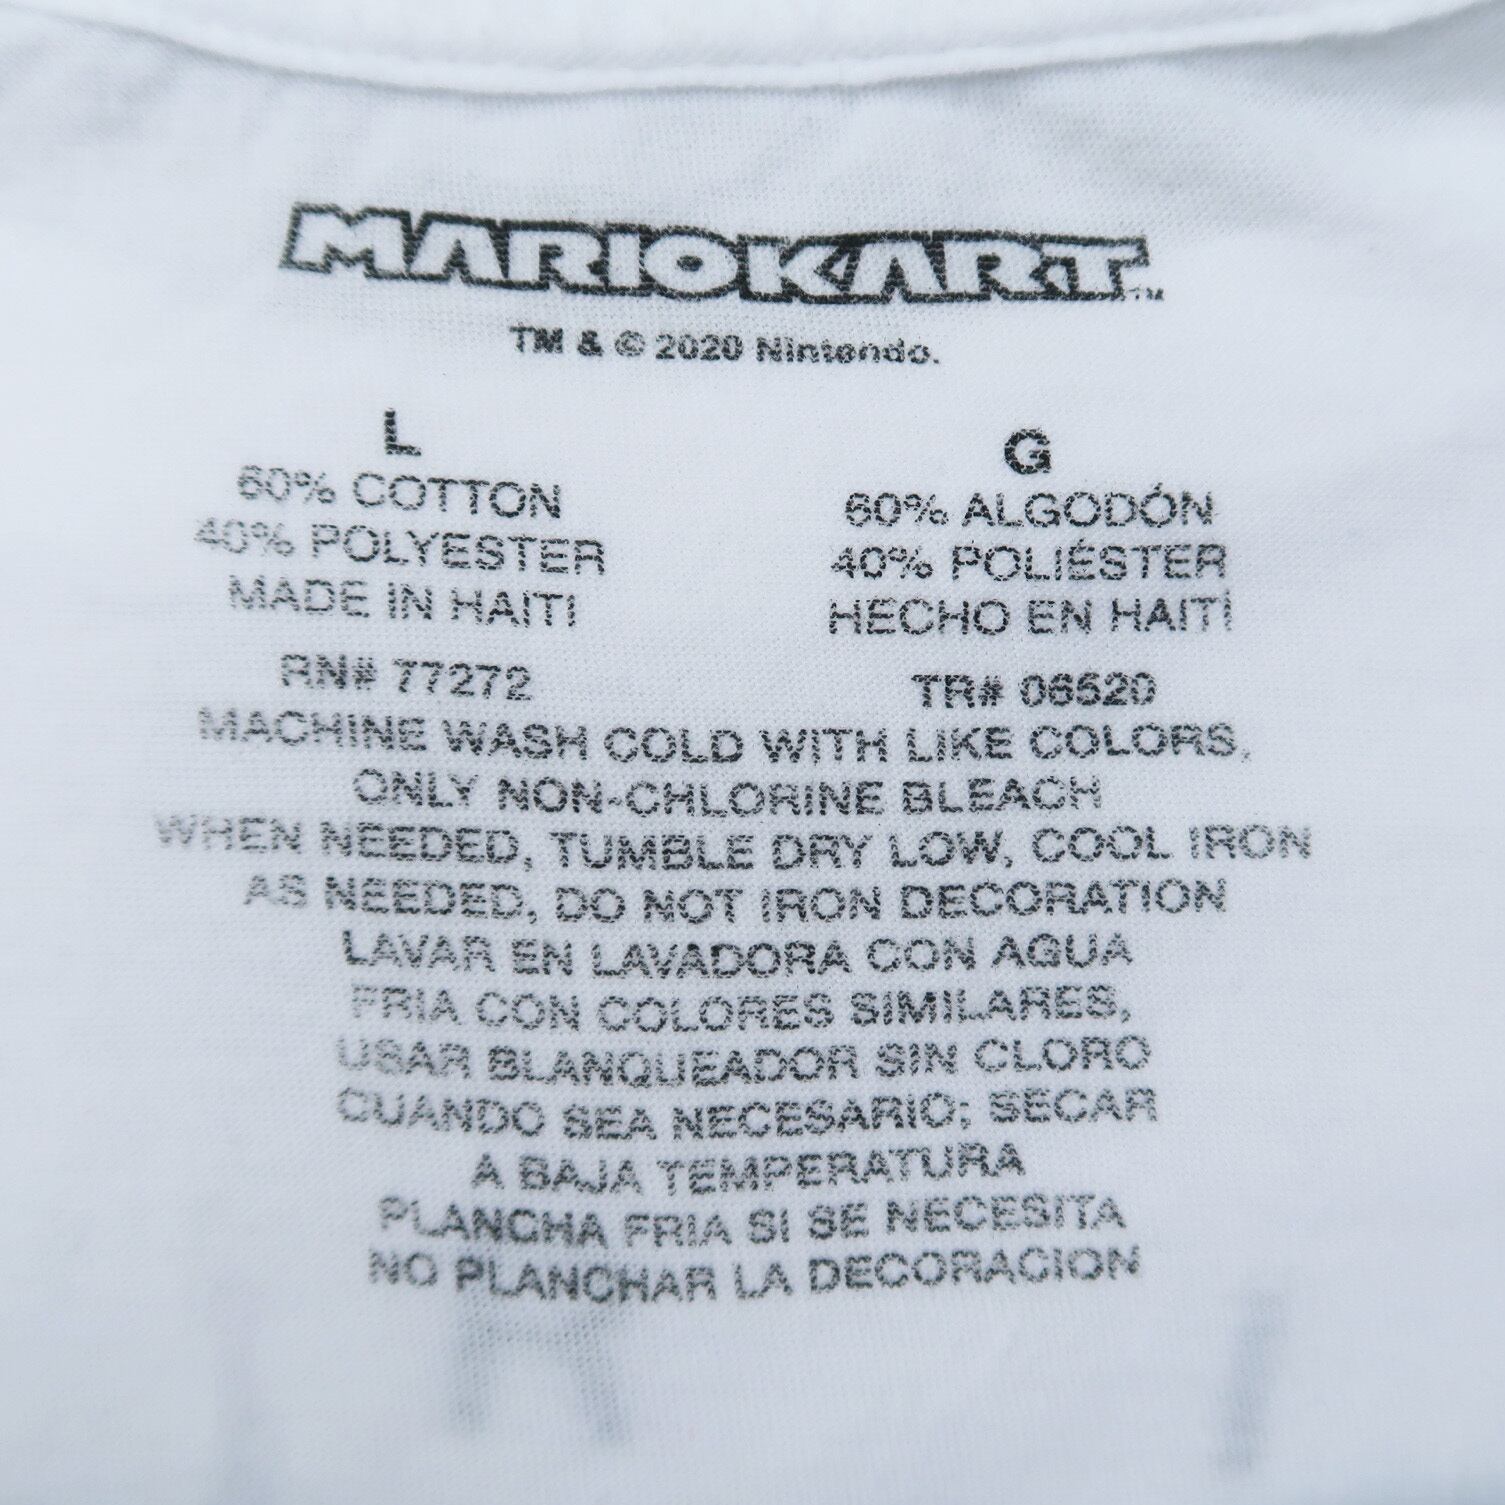 MARIOKART™
TM & © 2020 Nintendo.
L
60% COTTON
40% POLYESTER
MADE IN HAITI
RN# 77272
G
60% ALGODÓN
40% POLIÉSTER
HECHO EN HAITÍ
TR# 06520
MACHINE WASH COLD WITH LIKE COLORS,
ONLY NON-CHLORINE BLEACH
WHEN NEEDED, TUMBLE DRY LOW, COOL IRON
AS NEEDED, DO NOT IRON DECORATION
LAVAR EN LAVADORA CON AGUA
FRIA CON COLORES SIMILARES,
USAR BLANQUEADOR SIN CLORO
CUANDO SEA NECESARIO; SECAR
A BAJA TEMPERATURA
PLANCHA FRIA SI SE NECESITA
NO PLANCHAR LA DECORACION